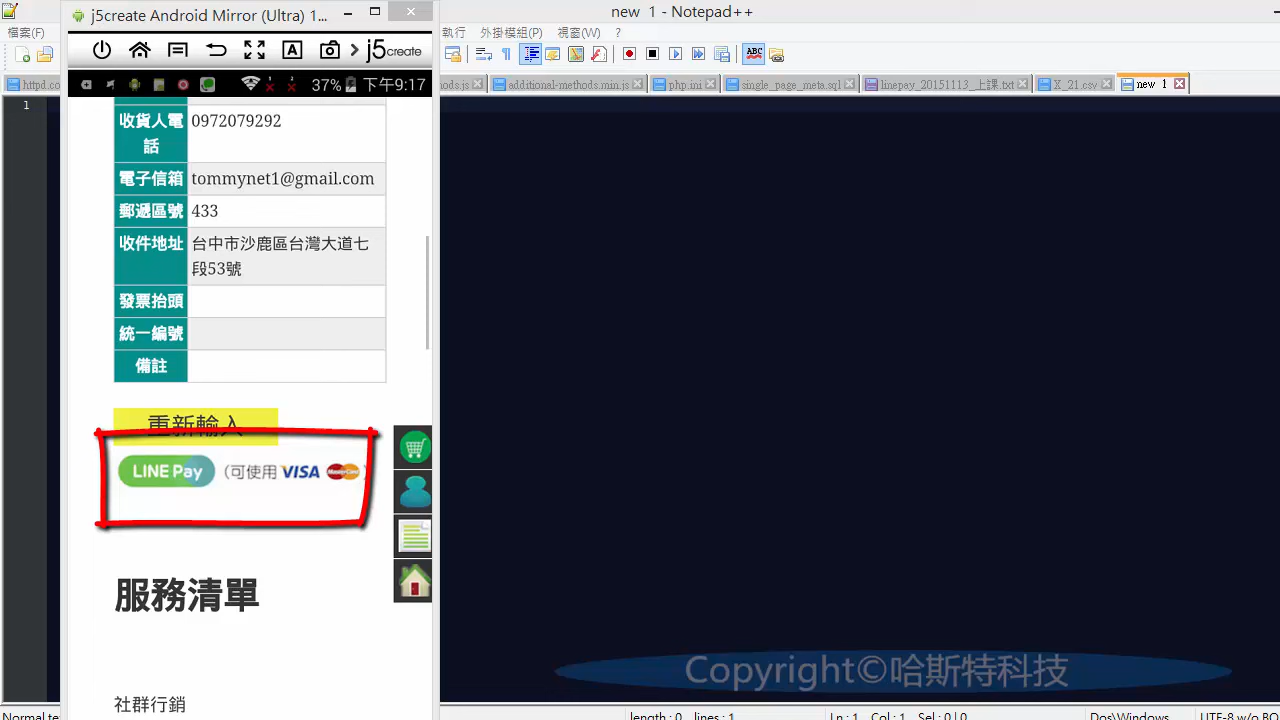 j5create Android Mirror (Ultra) 1...
new 1 - Notepad++
檔案(F)
執行 外掛模組(P) 視窗(W) ?
j5create
37% 下午9:17
httpd.co
ods.js
additional-methods.min.js
php.ini
single_page_meta.sql
linepay_20151113_上課.txt
X_21.csv
new 1
1
收貨人電話 0972079292
電子信箱 tommynet1@gmail.com
郵遞區號 433
收件地址 台中市沙鹿區台灣大道七
段53號
發票抬頭
統一編號
備註
重新輸入
LINE Pay (可使用 VISA MasterCard
服務清單
社群行銷
Copyright©哈斯特科技
Normal te
length : 0 lines : 1
Ln : 1 Col : 1 Sel : 0 | 0
Dos\Windows
UTF-8 w/o BO